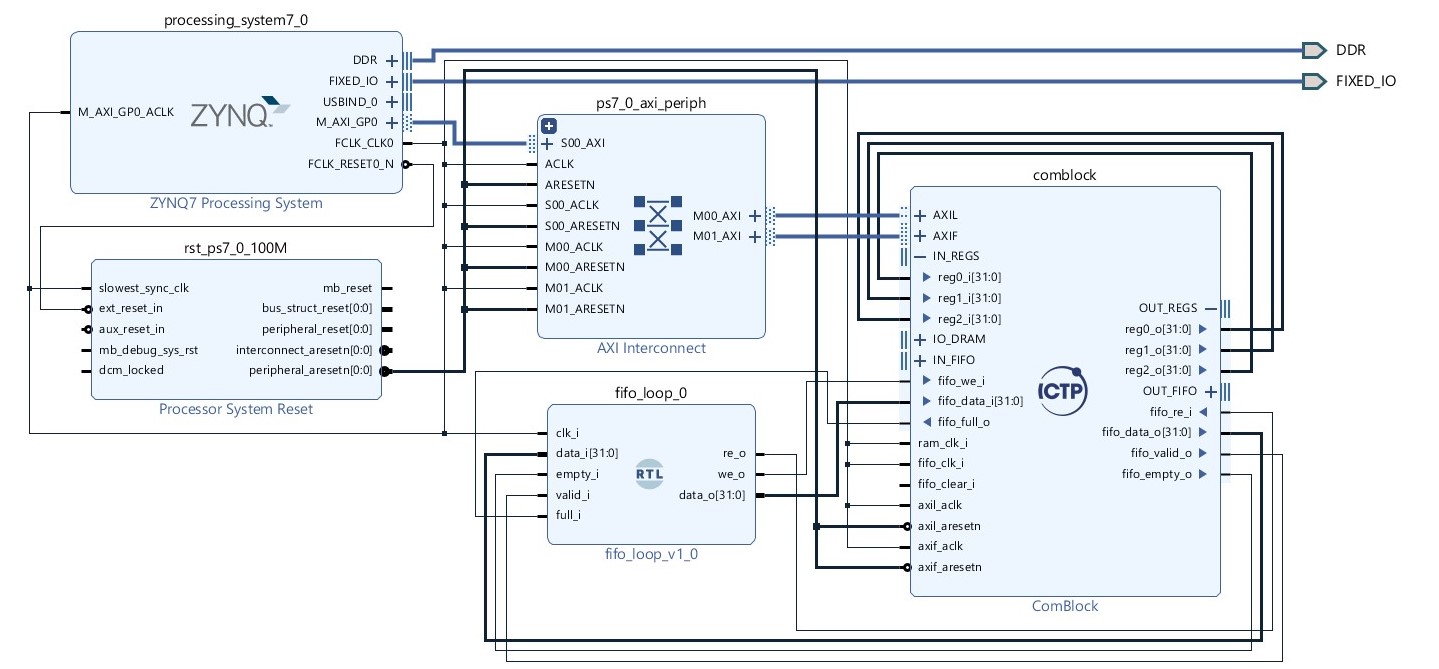 processing_system7_0
DDR
FIXED_IO
USBIND_0
M_AXI_GP0_ACLK
ZYNQ
M_AXI_GP0
FCLK_CLK0
FCLK_RESET0_N
ZYNQ7 Processing System
DDR
FIXED_IO
rst_ps7_0_100M
slowest_sync_clk
mb_reset
ext_reset_in
bus_struct_reset[0:0]
aux_reset_in
peripheral_reset[0:0]
mb_debug_sys_rst
interconnect_aresetn[0:0]
dcm_locked
peripheral_aresetn[0:0]
Processor System Reset
ps7_0_axi_periph
S00_AXI
ACLK
ARESETN
S00_ACLK
S00_ARESETN
M00_ACLK
M00_ARESETN
M01_ACLK
M01_ARESETN
M00_AXI
M01_AXI
AXI Interconnect
fifo_loop_0
clk_i
data_i[31:0]
empty_i
valid_i
full_i
RTL
re_o
we_o
data_o[31:0]
fifo_loop_v1_0
comblock
AXIL
AXIF
IN_REGS
reg0_i[31:0]
reg1_i[31:0]
reg2_i[31:0]
IO_DRAM
IN_FIFO
fifo_we_i
fifo_data_i[31:0]
fifo_full_o
ram_clk_i
fifo_clk_i
fifo_clear_i
axil_aclk
axil_aresetn
axif_aclk
axif_aresetn
ICTP
OUT_REGS
reg0_o[31:0]
reg1_o[31:0]
reg2_o[31:0]
OUT_FIFO
fifo_re_i
fifo_data_o[31:0]
fifo_valid_o
fifo_empty_o
ComBlock